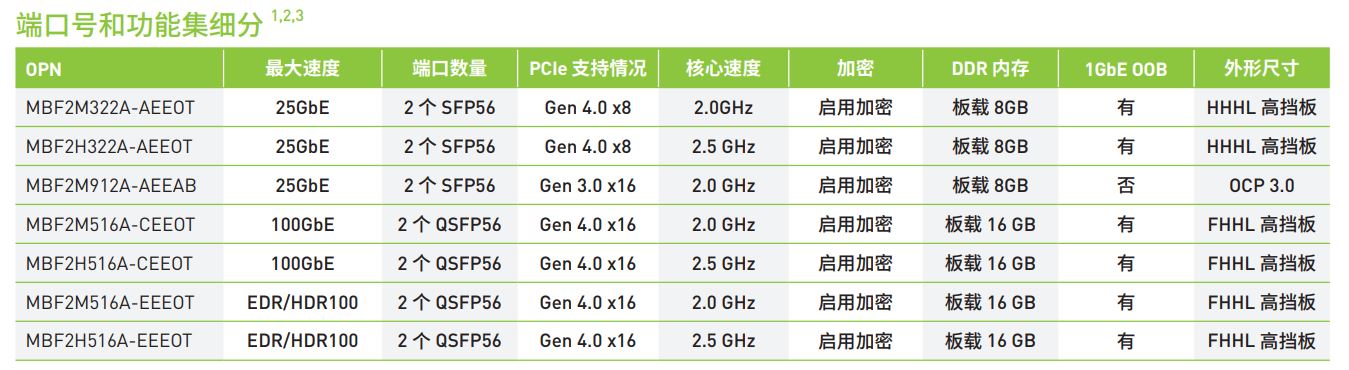 端口号和功能集细分 1,2,3
OPN 最大速度 端口数量 PCIe 支持情况 核心速度 加密 DDR 内存 1GbE OOB 外形尺寸
MBF2M322A-AEEOT 25GbE 2 个 SFP56 Gen 4.0 x8 2.0GHz 启用加密 板载 8GB 有 HHHL 高挡板
MBF2H322A-AEEOT 25GbE 2 个 SFP56 Gen 4.0 x8 2.5 GHz 启用加密 板载 8GB 有 HHHL 高挡板
MBF2M912A-AEEAB 25GbE 2 个 SFP56 Gen 3.0 x16 2.0 GHz 启用加密 板载 8GB 否 OCP 3.0
MBF2M516A-CEEOT 100GbE 2 个 QSFP56 Gen 4.0 x16 2.0 GHz 启用加密 板载 16 GB 有 FHHL 高挡板
MBF2H516A-CEEOT 100GbE 2 个 QSFP56 Gen 4.0 x16 2.5 GHz 启用加密 板载 16 GB 有 FHHL 高挡板
MBF2M516A-EEEOT EDR/HDR100 2 个 QSFP56 Gen 4.0 x16 2.0 GHz 启用加密 板载 16 GB 有 FHHL 高挡板
MBF2H516A-EEEOT EDR/HDR100 2 个 QSFP56 Gen 4.0 x16 2.5 GHz 启用加密 板载 16 GB 有 FHHL 高挡板